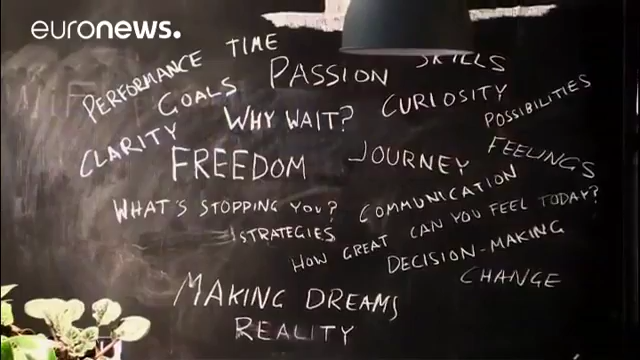 euronews.
TIME
PERFORMANCE
SKILLS
GOALS
PASSION
CURIOSITY
POSSIBILITIES
CLARITY
WHY WAIT?
FREEDOM
JOURNEY
FEELINGS
WHAT'S STOPPING YOU?
COMMUNICATION
STRATEGIES
HOW GREAT CAN YOU FEEL TODAY?
DECISION-MAKING
CHANGE
MAKING DREAMS
REALITY